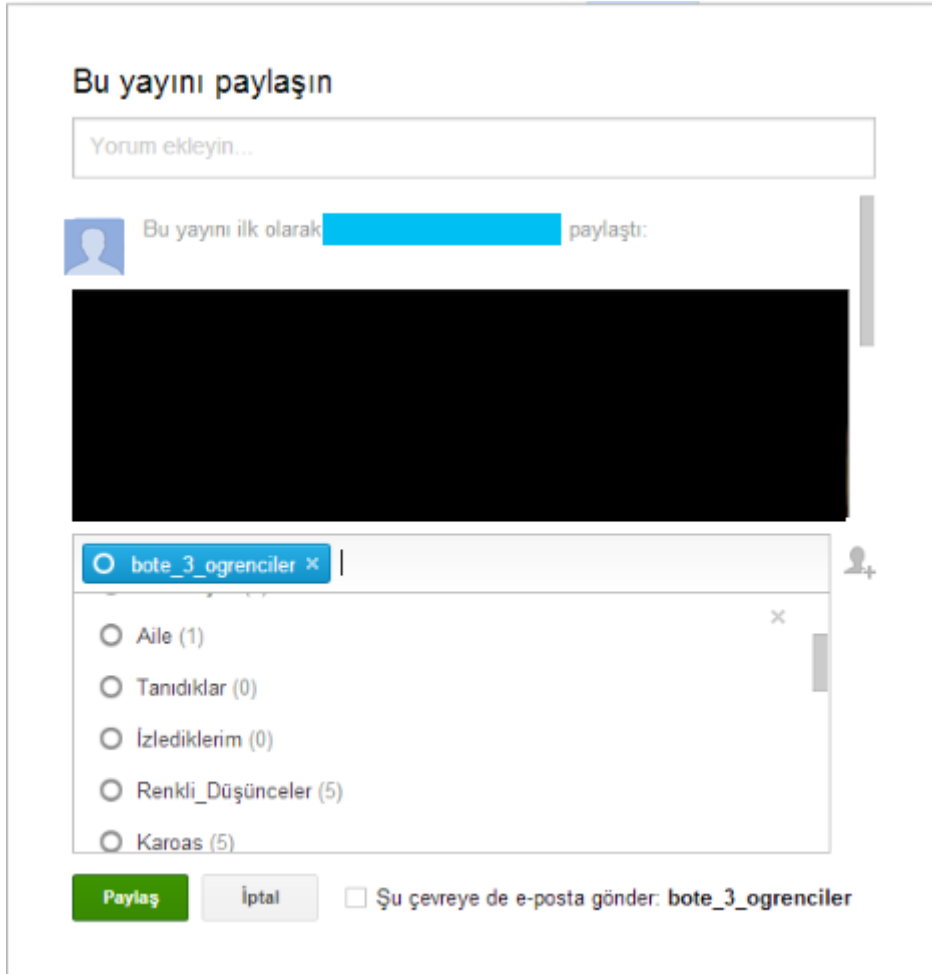 Bu yayını paylaşın
Yorum ekleyin...
Bu yayını ilk olarak paylaştı:
bote_3_ogrenciler ×
Aile (1)
Tanıdıklar (0)
İzlediklerim (0)
Renkli_Düşünceler (5)
Karoas (5)
Paylaş
İptal
Şu çevreye de e-posta gönder: bote_3_ogrenciler